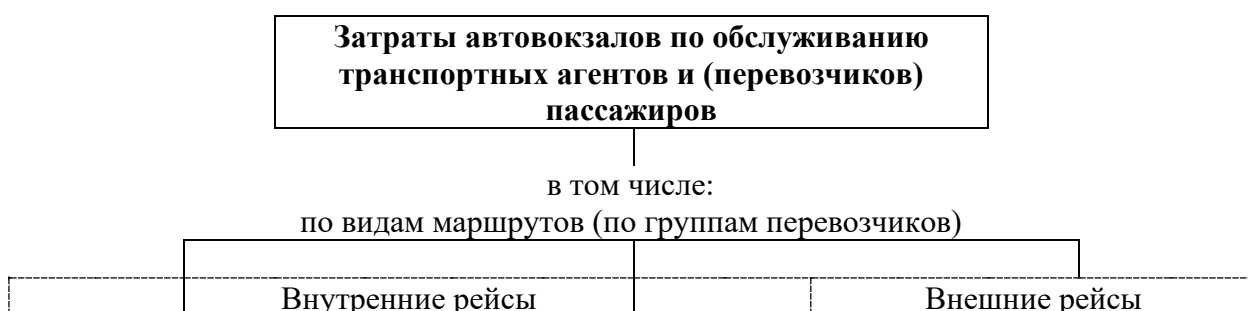 Затраты автовокзалов по обслуживанию
транспортных агентов и (перевозчиков)
пассажиров
в том числе:
по видам маршрутов (по группам перевозчиков)
Внутренние рейсы
Внешние рейсы